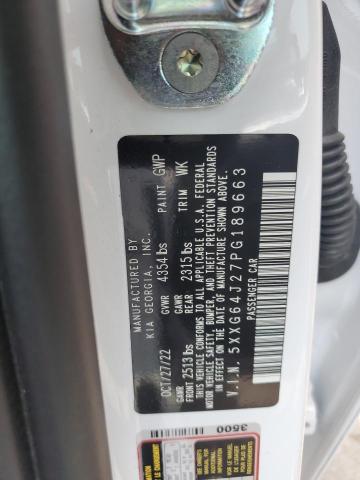 MANUFACTURED BY
KIA GEORGIA, INC.
PAINT GWP
TRIM WK
OCT/27/22
GVWR 4354 lbs
GAWR FRONT 2513 lbs
GAWR REAR 2315 lbs
THIS VEHICLE CONFORMS TO ALL APPLICABLE U.S.A. FEDERAL
MOTOR VEHICLE SAFETY, BUMPER, AND THEFT PREVENTION STANDARDS
IN EFFECT ON THE DATE OF MANUFACTURE SHOWN ABOVE.
V.I.N. 5XXG64J27PG189663
PASSENGER CAR
3500